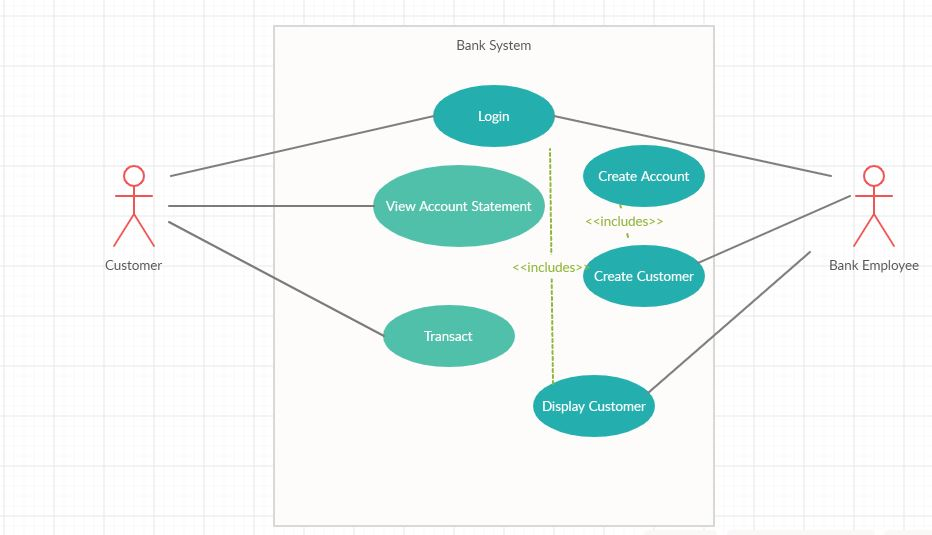 Bank System
Login
Create Account
View Account Statement
<<includes>>
Customer
Bank Employee
<<includes>>
Create Customer
Transact
Display Customer